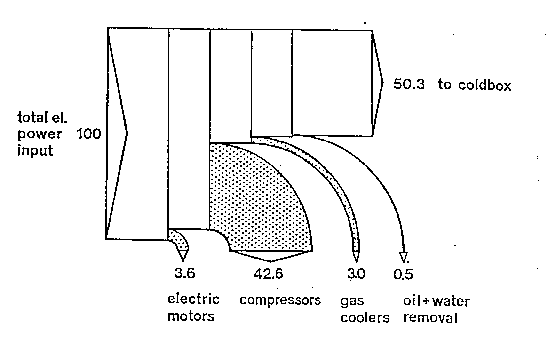 50.3 to coldbox
total el.
power 100
input
3.6 42.6 3.0 0.5
electric compressors gas oil+water
motors coolers removal